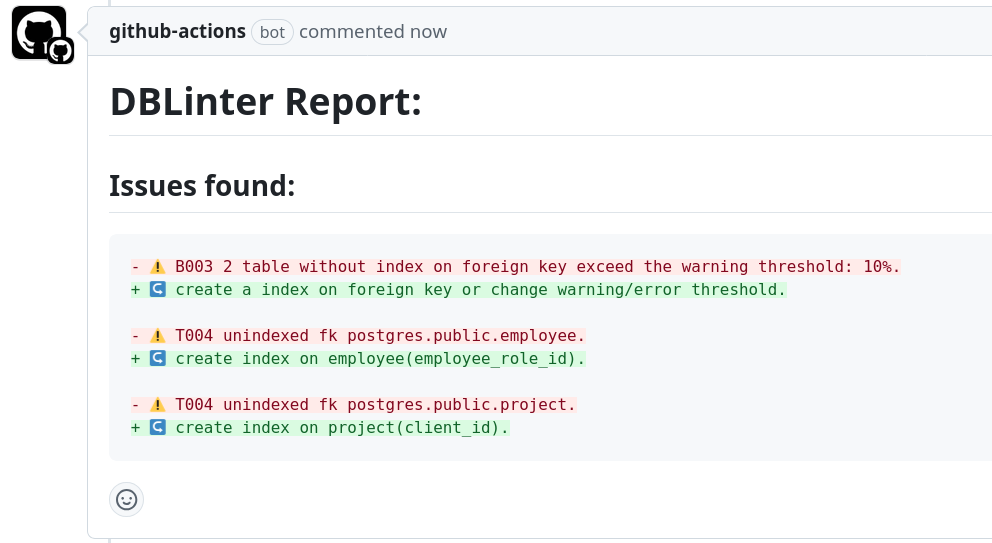 github-actions bot commented now
DBLinter Report:
Issues found:
- ⚠️ B003 2 table without index on foreign key exceed the warning threshold: 10%.
+ ↪️ create a index on foreign key or change warning/error threshold.
- ⚠️ T004 unindexed fk postgres.public.employee.
+ ↪️ create index on employee(employee_role_id).
- ⚠️ T004 unindexed fk postgres.public.project.
+ ↪️ create index on project(client_id).